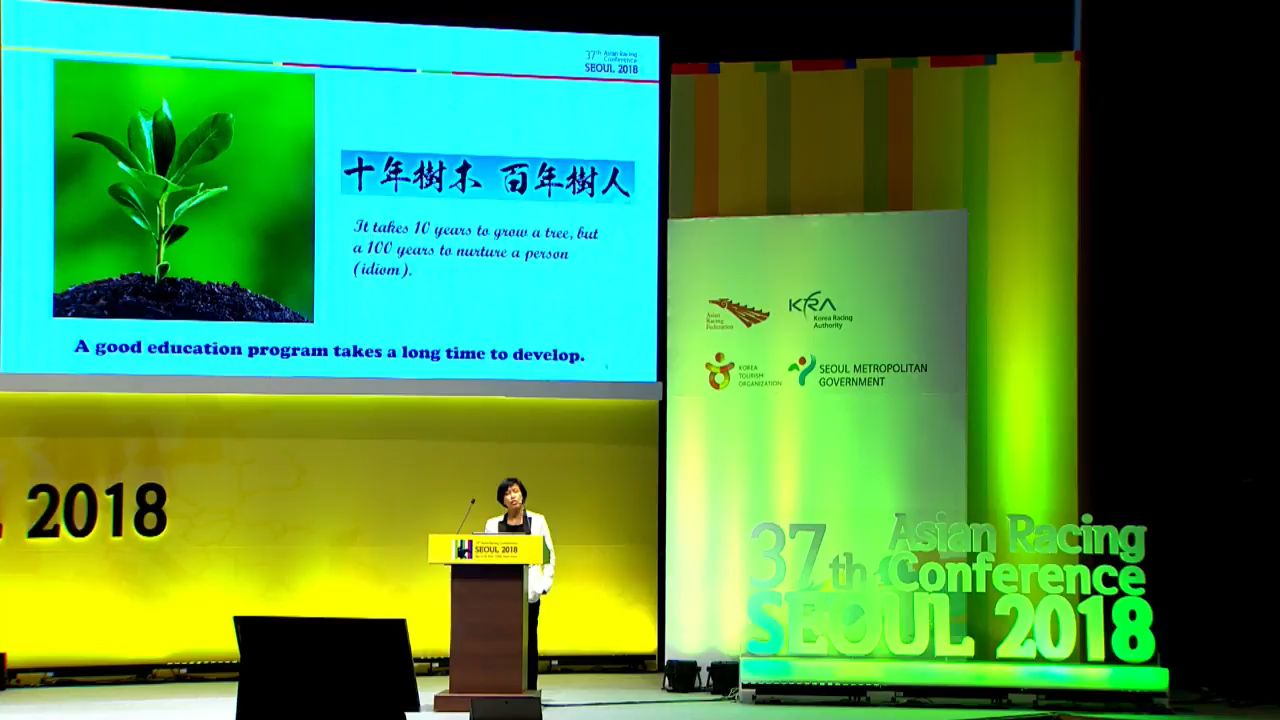 37th Asian Racing
Conference
SEOUL 2018
十年樹木 百年樹人
It takes 10 years to grow a tree, but
a 100 years to nurture a person
(idiom).
A good education program takes a long time to develop.
2018
Asian
Racing
Federation
KRA
Korea Racing
Authority
KOREA
TOURISM
ORGANIZATION
SEOUL METROPOLITAN
GOVERNMENT
SEOUL 2018
37th Asian Racing
Conference
SEOUL 2018